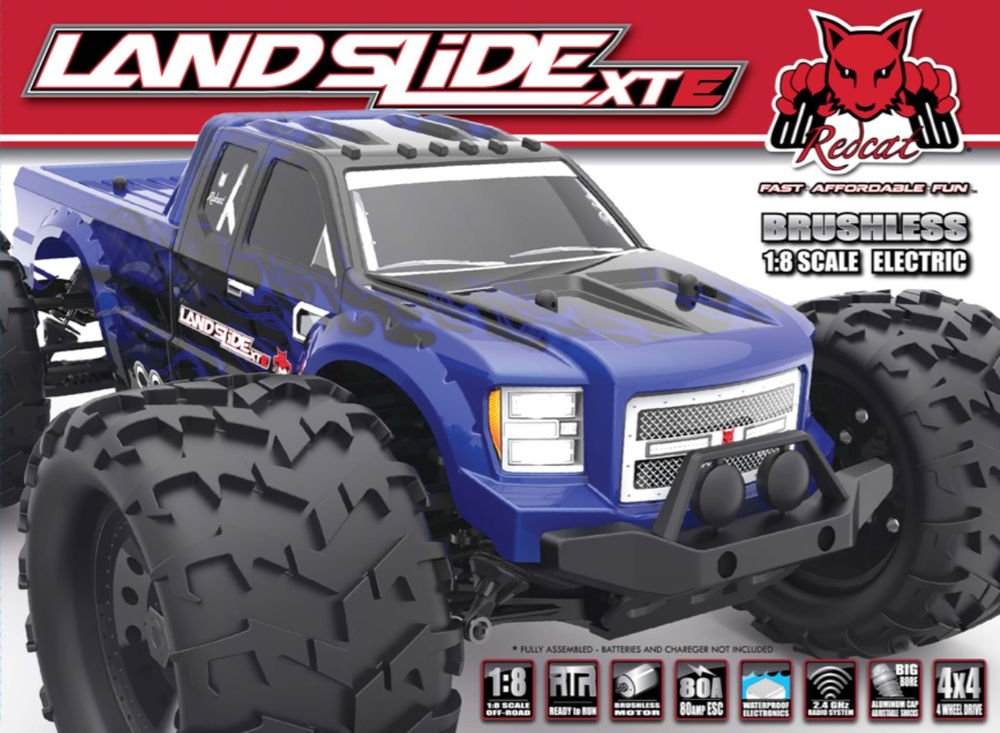 LANDSLIDE XTE
Redcat
FAST · AFFORDABLE · FUN
BRUSHLESS
1:8 SCALE ELECTRIC
Redcat
LANDSLIDE XTE
* FULLY ASSEMBLED - BATTERIES AND CHAREGER NOT INCLUDED
1:8
1:8 SCALE
OFF-ROAD
RTR
READY to RUN
BRUSHLESS
MOTOR
80A
80AMP ESC
WATERPROOF
ELECTRONICS
2.4 GHz
RADIO SYSTEM
BIG
BORE
ALUMINUM CAP
ADJUSTABLE SHOCKS
4x4
4 WHEEL DRIVE